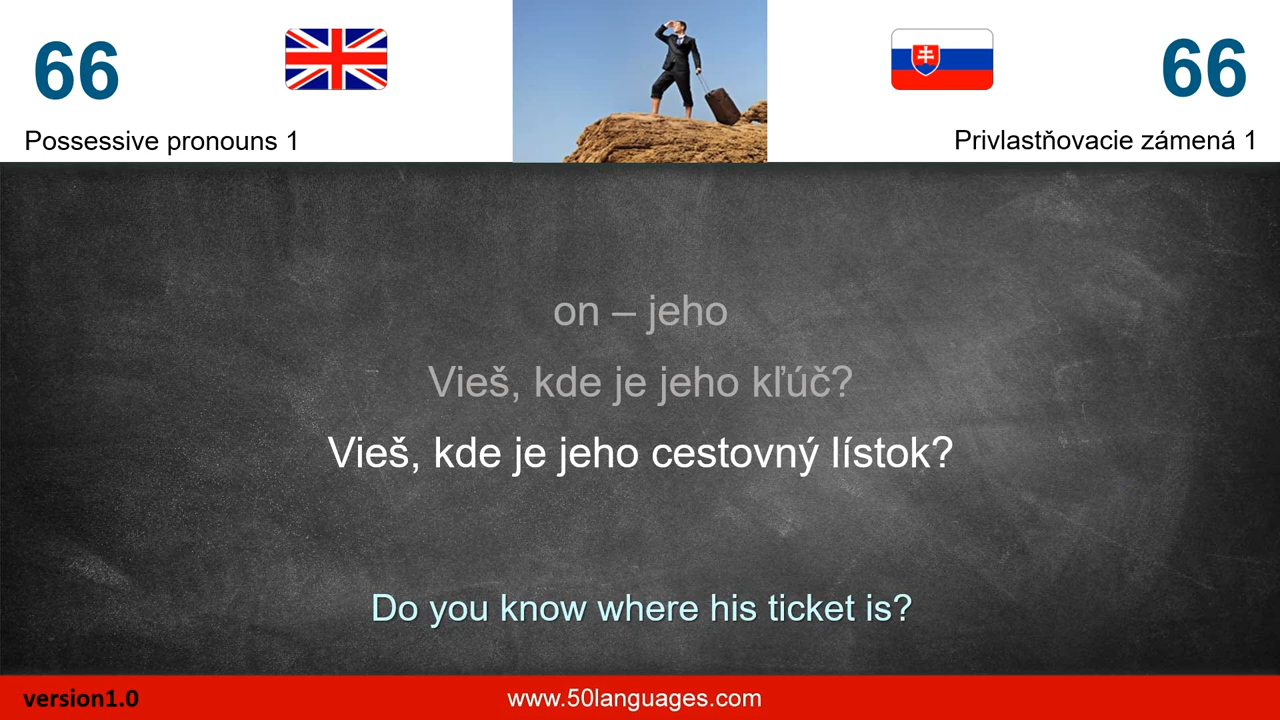 66
66
Possessive pronouns 1
Privlastňovacie zámená 1
on – jeho
Vieš, kde je jeho kľúč?
Vieš, kde je jeho cestovný lístok?
Do you know where his ticket is?
version1.0
www.50languages.com